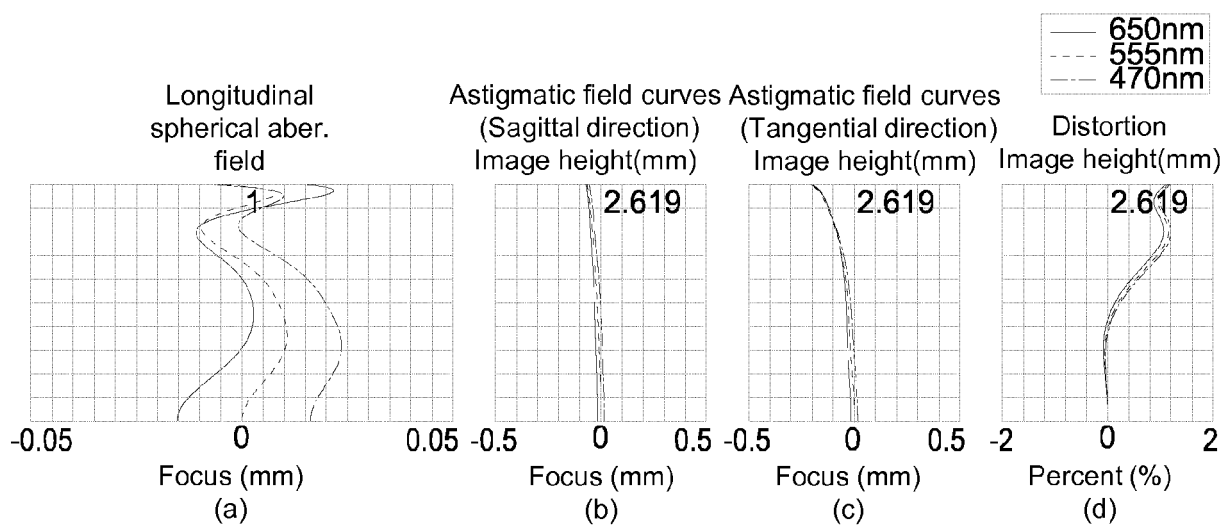 650nm
555nm
470nm
Longitudinal
spherical aber.
field
1
-0.05 0 0.05
Focus (mm)
(a)
Astigmatic field curves
(Sagittal direction)
Image height(mm)
2.619
-0.5 0 0.5
Focus (mm)
(b)
Astigmatic field curves
(Tangential direction)
Image height(mm)
2.619
-0.5 0 0.5
Focus (mm)
(c)
Distortion
Image height(mm)
2.619
-2 0 2
Percent (%)
(d)